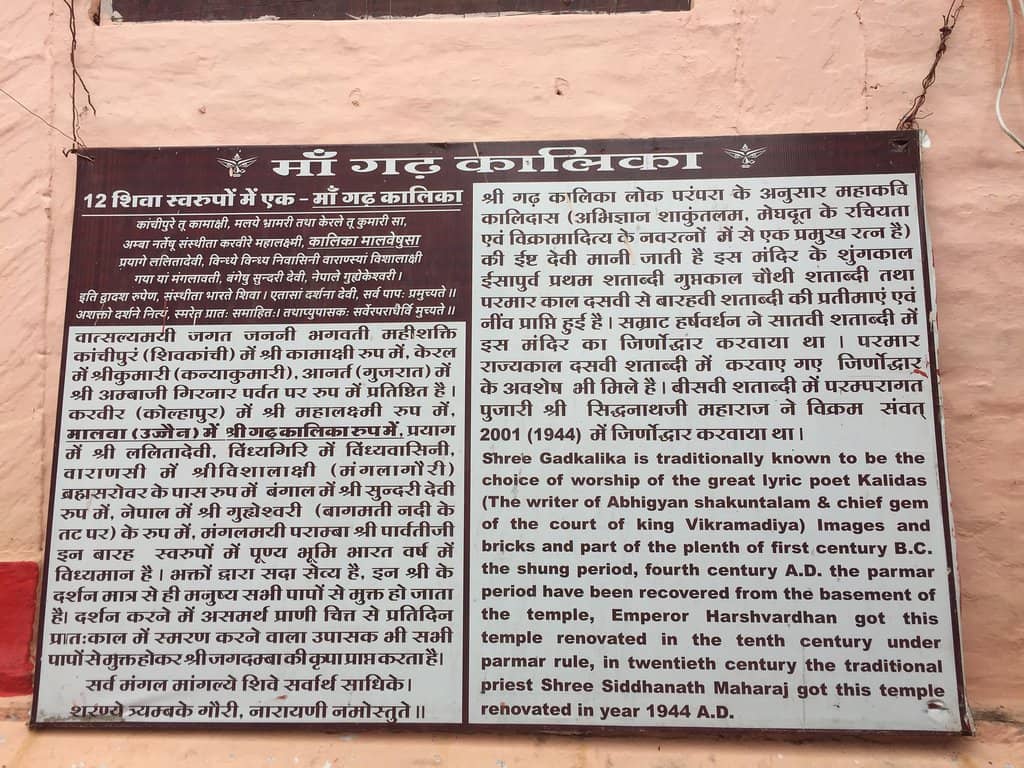 माँ गढ़ कालिका
12 शिवा स्वरुपों में एक - माँ गढ़ कालिका
कांचीपुरे तू कामाक्षी, मलये भ्रामरी तथा केरले तू कुमारी सा,
अम्बा नर्तेषू संस्थीता करवीरे महालक्ष्मी, कालिका मालवेषुसा
प्रयागे ललितादेवी, विन्ध्ये विन्ध्य निवासिनी वाराण्स्यां विशालाक्षी
गया यां मंगलावती, बंगेषु सुन्दरी देवी, नेपाले गुह्येकेश्वरी।
इति द्वादश रुपेण, संस्थीता भारते शिवा। एतासां दर्शना देवी, सर्व पापः प्रमुच्यते॥
अशक्तो दर्शने नित्यं, स्मरेत प्रातः समाहितः। तथाप्युपासकः सर्वेरपराधैर्वि मुच्यते॥
वात्सल्यमयी जगत जननी भगवती महीशक्ति
कांचीपुरं (शिवकांची) में श्री कामाक्षी रुप में, केरल
में श्रीकुमारी (कन्याकुमारी), आनर्त (गुजरात) में
श्री अम्बाजी गिरनार पर्वत पर रुप में प्रतिष्ठित है।
करवीर (कोल्हापुर) में श्री महालक्ष्मी रुप में,
मालवा (उज्जैन) में श्री गढ़ कालिका रुप में, प्रयाग
में श्री ललितादेवी, विंध्यगिरि में विंध्यवासिनी,
वाराणसी में श्रीविशालाक्षी (मंगलागौरी)
ब्रह्मसरोवर के पास रुप में बंगाल में श्री सुन्दरी देवी
रुप में, नेपाल में श्री गुह्येश्वरी (बागमती नदी के
तट पर) के रुप में, मंगलमयी पराम्बा श्री पार्वतीजी
इन बारह स्वरुपों में पूण्य भूमि भारत वर्ष में
विध्यमान है। भक्तों द्वारा सदा सेव्य है, इन श्री के
दर्शन मात्र से ही मनुष्य सभी पापों से मुक्त हो जाता
है। दर्शन करने में असमर्थ प्राणी चित्त से प्रतिदिन
प्रातःकाल में स्मरण करने वाला उपासक भी सभी
पापों से मुक्त होकर श्री जगदम्बा की कृपा प्राप्त करता है।
सर्व मंगल मांगल्ये शिवे सर्वार्थ साधिके।
शरण्ये त्र्यम्बके गौरी, नारायणी नमोस्तुते॥
श्री गढ़ कालिका लोक परंपरा के अनुसार महाकवि
कालिदास (अभिज्ञान शाकुंतलम, मेघदूत के रचियता
एवं विक्रामादित्य के नवरत्नों में से एक प्रमुख रत्न है)
की ईष्ट देवी मानी जाती है इस मंदिर के शुंगकाल
ईसापुर्व प्रथम शताब्दी गुप्तकाल चौथी शताब्दी तथा
परमार काल दसवी से बारहवी शताब्दी की प्रतीमाएं एवं
नींव प्राप्ति हुई है। सम्राट हर्षवर्धन ने सातवी शताब्दी में
इस मंदिर का जिर्णोद्धार करवाया था। परमार
राज्यकाल दसवी शताब्दी में करवाए गए जिर्णोद्धार
के अवशेष भी मिले है। बीसवी शताब्दी में परम्परागत
पुजारी श्री सिद्धनाथजी महाराज ने विक्रम संवत्
2001 (1944) में जिर्णोद्धार करवाया था।
Shree Gadkalika is traditionally known to be the
choice of worship of the great lyric poet Kalidas
(The writer of Abhigyan shakuntalam & chief gem
of the court of king Vikramadiya) Images and
bricks and part of the plenth of first century B.C.
the shung period, fourth century A.D. the parmar
period have been recovered from the basement of
the temple, Emperor Harshvardhan got this
temple renovated in the tenth century under
parmar rule, in twentieth century the traditional
priest Shree Siddhanath Maharaj got this temple
renovated in year 1944 A.D.